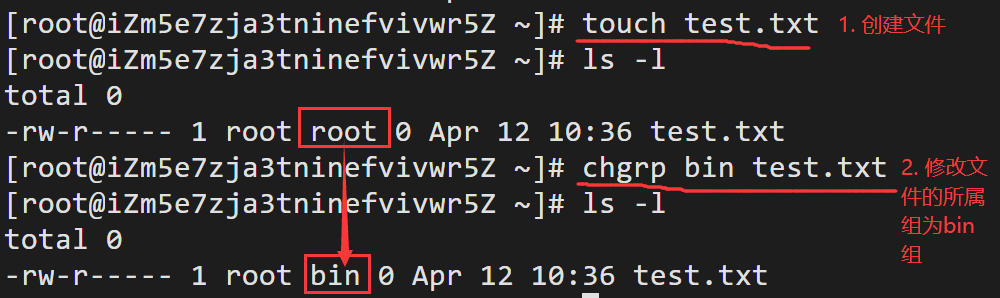 [root@iZm5e7zja3tninefvivwr5Z ~]# touch test.txt 1. 创建文件
[root@iZm5e7zja3tninefvivwr5Z ~]# ls -l
total 0
-rw-r----- 1 root root 0 Apr 12 10:36 test.txt
[root@iZm5e7zja3tninefvivwr5Z ~]# chgrp bin test.txt
2. 修改文
件的所属
组为bin
组
[root@iZm5e7zja3tninefvivwr5Z ~]# ls -l
total 0
-rw-r----- 1 root bin 0 Apr 12 10:36 test.txt